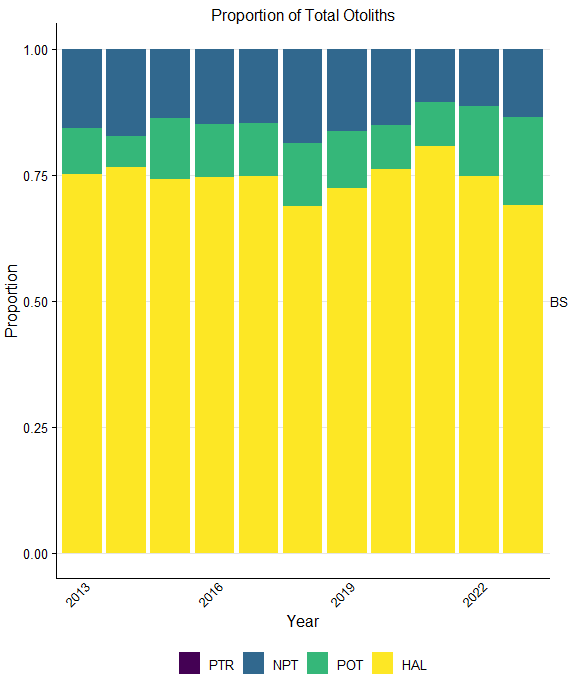 Proportion of Total Otoliths
1.00
0.75
0.50
0.25
0.00
Proportion
BS
2013 2016 2019 2022
Year
PTR NPT POT HAL